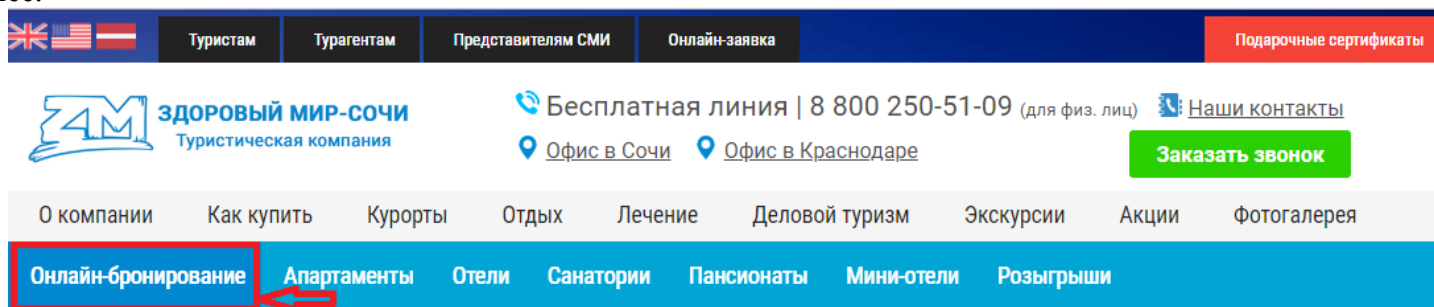 Туристам Турагентам Представителям СМИ Онлайн-заявка Подарочные сертификаты
ЗМ ЗДОРОВЫЙ МИР-СОЧИ
Туристическая компания
Бесплатная линия | 8 800 250-51-09 (для физ. лиц) Наши контакты
Офис в Сочи Офис в Краснодаре Заказать звонок
О компании Как купить Курорты Отдых Лечение Деловой туризм Экскурсии Акции Фотогалерея
Онлайн-бронирование Апартаменты Отели Санатории Пансионаты Мини-отели Розыгрыши